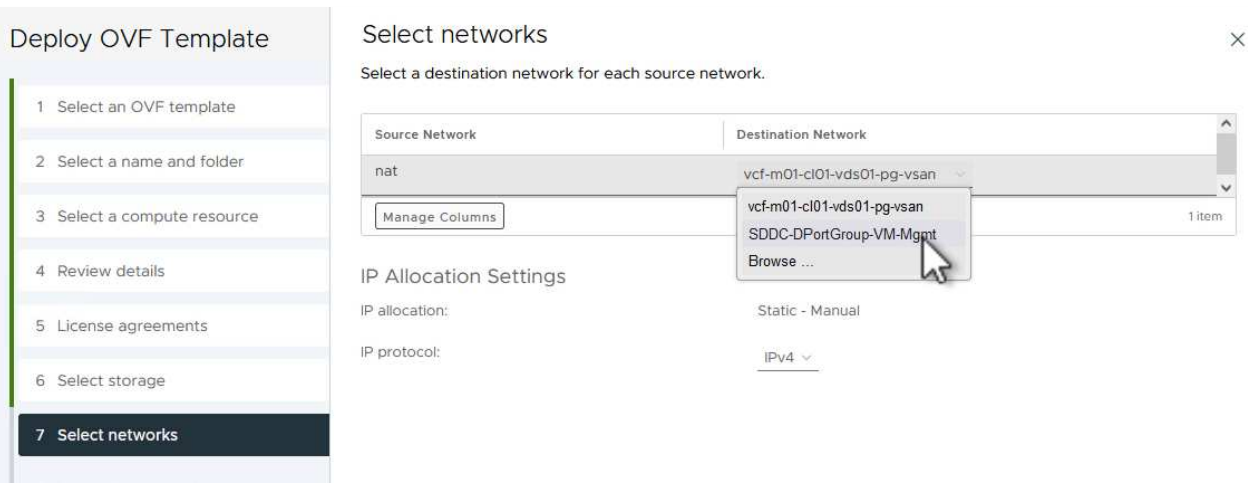 Deploy OVF Template
1 Select an OVF template
2 Select a name and folder
3 Select a compute resource
4 Review details
5 License agreements
6 Select storage
7 Select networks
Select networks
Select a destination network for each source network.
Source Network Destination Network
nat vcf-m01-cl01-vds01-pg-vsan
vcf-m01-cl01-vds01-pg-vsan
SDDC-DPortGroup-VM-Mgmt
Browse ...
Manage Columns 1 item
IP Allocation Settings
IP allocation: Static - Manual
IP protocol: IPv4